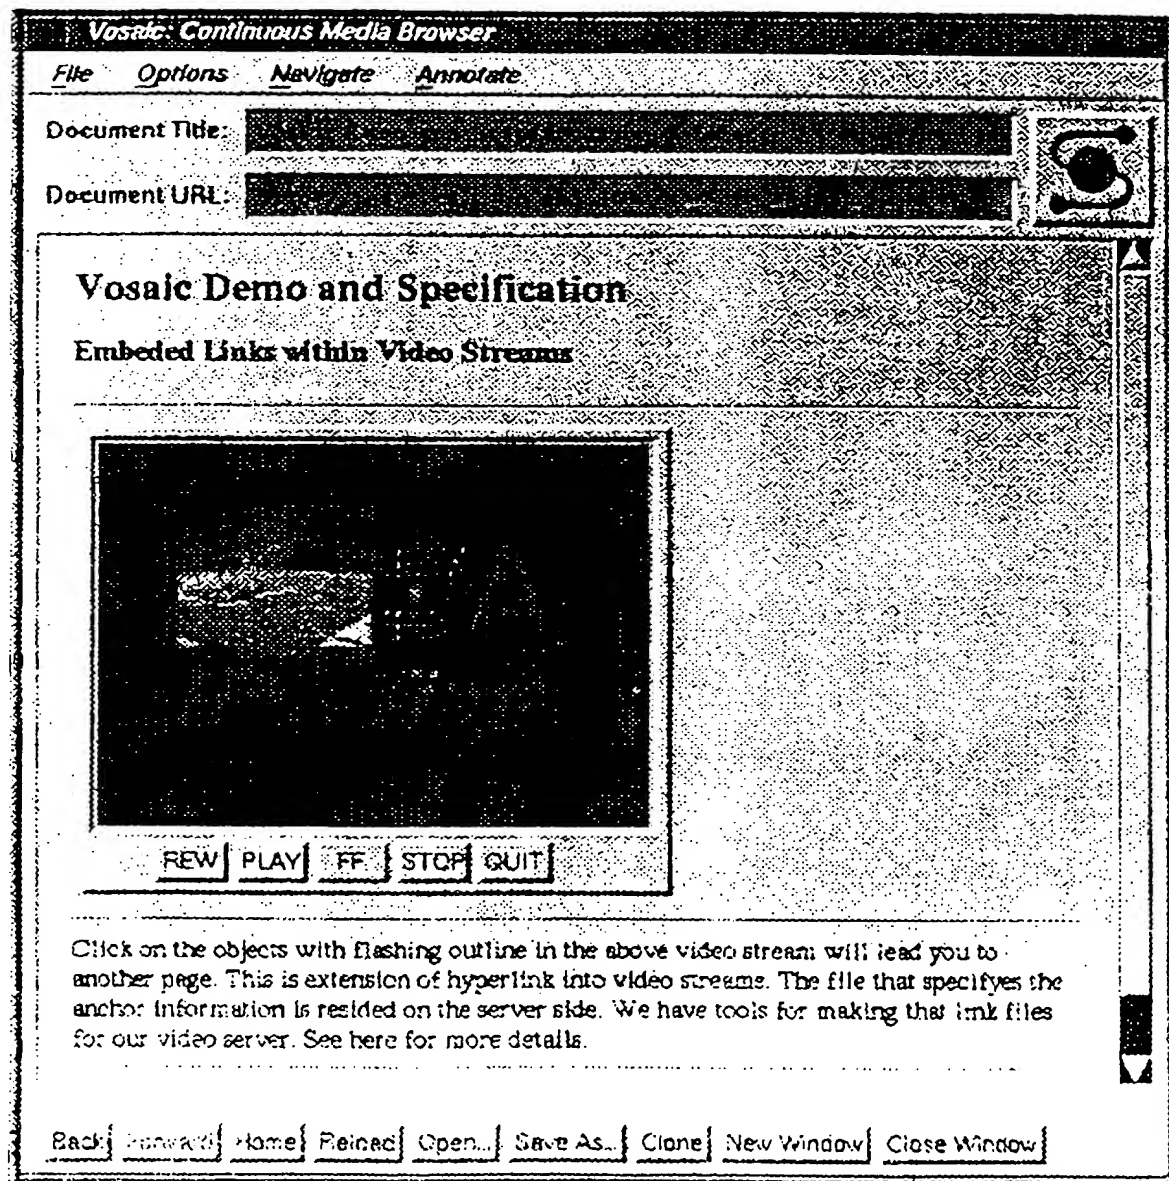 Vosaic: Continuous Media Browser
File Options Navigate Annotate
Document Title:
Document URL:
Vosaic Demo and Specification
Embeded Links within Video Streams
REW PLAY FF STOP QUIT
Click on the objects with flashing outline in the above video stream will lead you to
another page. This is extension of hyperlink into video streams. The file that specifyes the
anchor information is resided on the server side. We have tools for making that link files
for our video server. See here for more details.
Back Forward Home Reload Open... Save As... Clone New Window Close Window